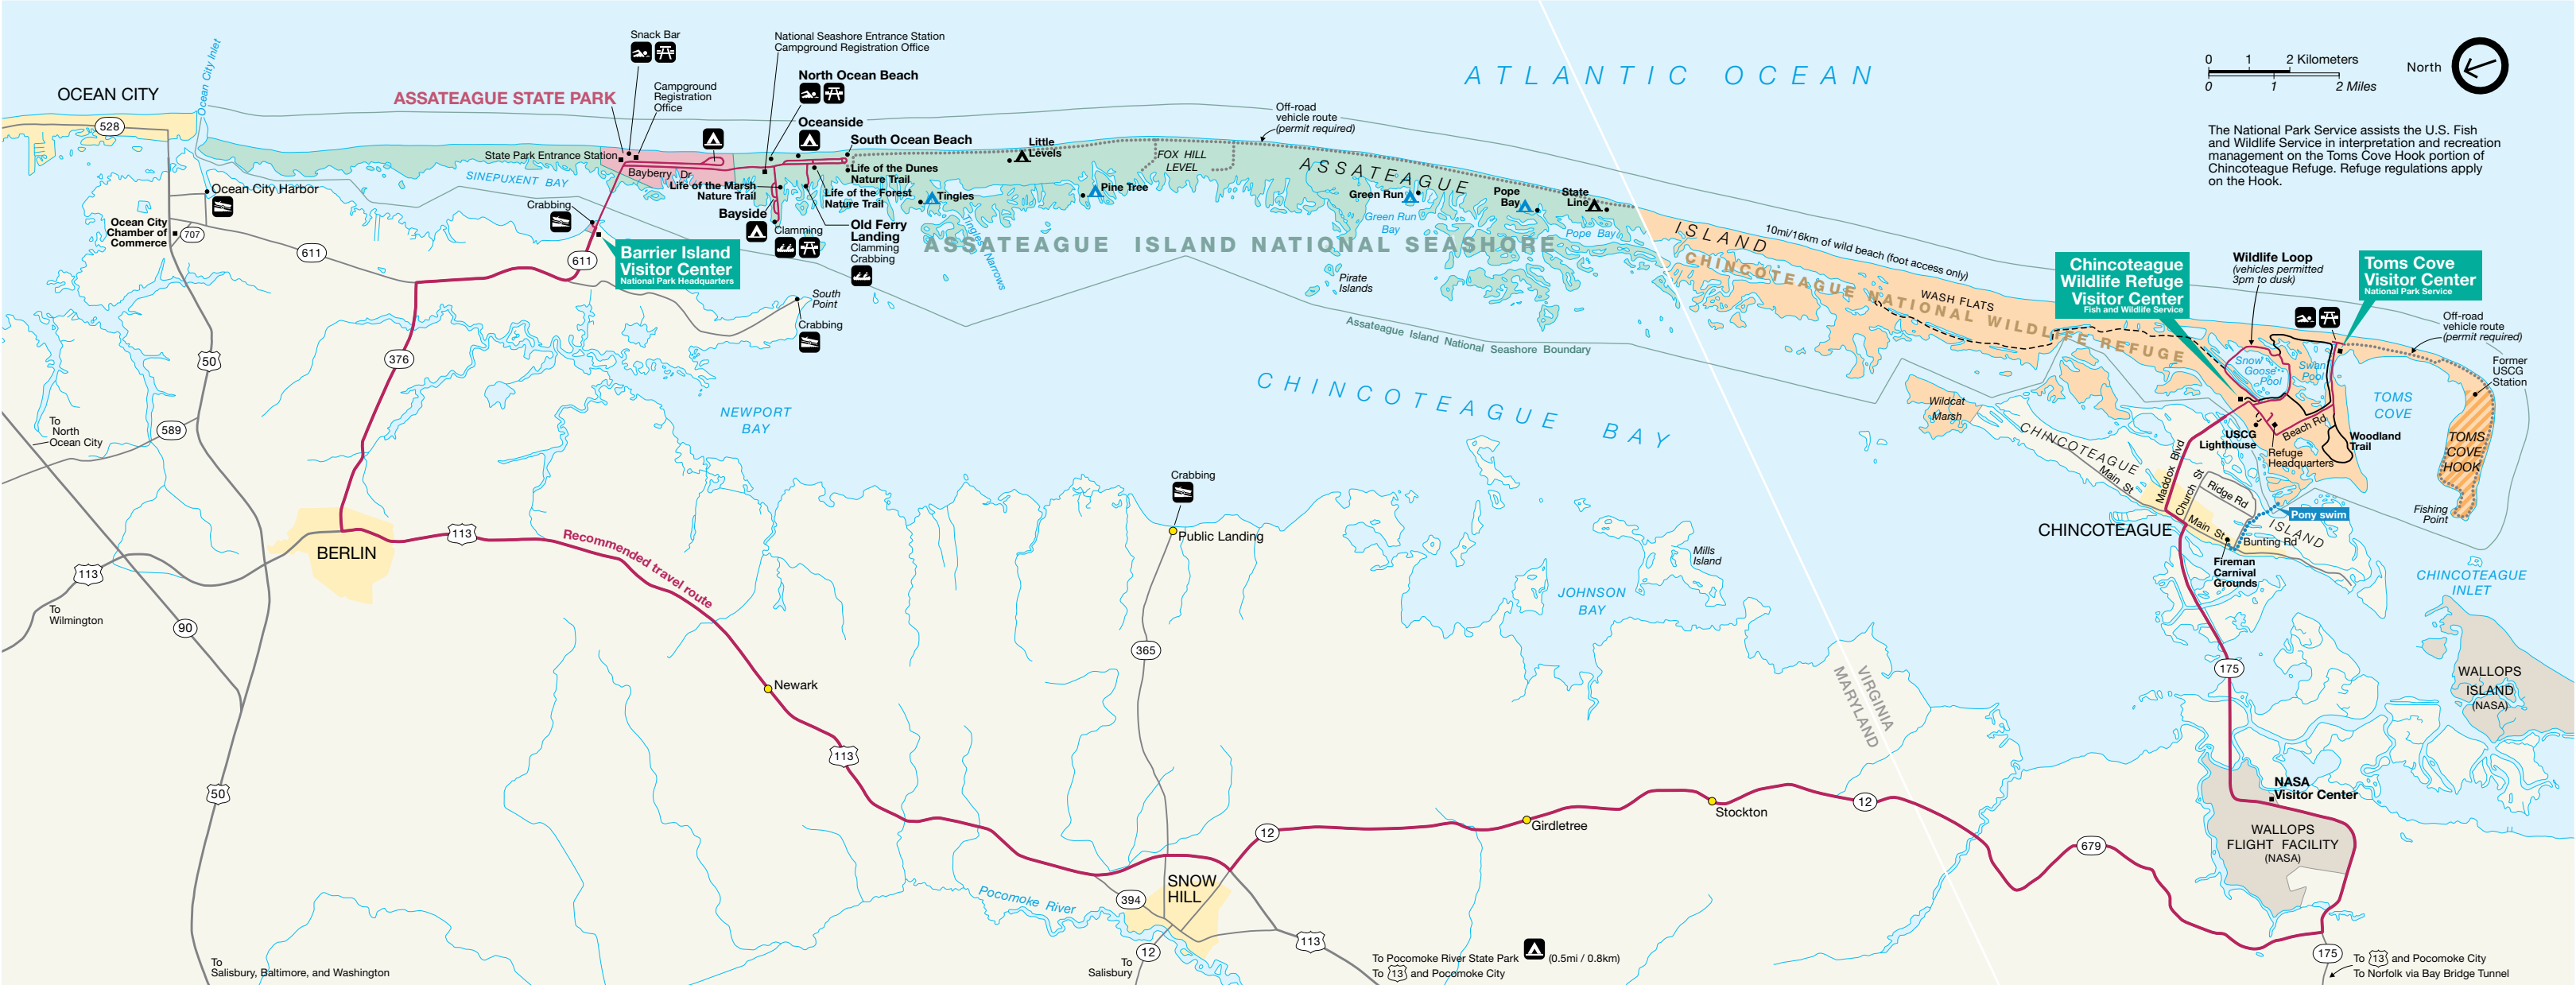 OCEAN CITY
528
Ocean City Inlet
ASSATEAGUE STATE PARK
Snack Bar
Campground
Registration
Office
State Park Entrance Station
Bayberry Dr
SINEPUXENT BAY
National Seashore Entrance Station
Campground Registration Office
North Ocean Beach
Oceanside
South Ocean Beach
Life of the Dunes
Nature Trail
Life of the Marsh
Nature Trail
Life of the Forest
Nature Trail
Bayside
Clamming
Old Ferry
Landing
Clamming
Crabbing
Tingles
Tingles Narrows
Little
Levels
Pine Tree
FOX HILL
LEVEL
Off-road
vehicle route
(permit required)
ATLANTIC OCEAN
ASSATEAGUE
ISLAND
Green Run
Green Run
Bay
Pope
Bay
Pope Bay
State
Line
ASSATEAGUE ISLAND NATIONAL SEASHORE
Pirate
Islands
Assateague Island National Seashore Boundary
10mi/16km of wild beach (foot access only)
CHINCOTEAGUE NATIONAL WILDLIFE REFUGE
WASH FLATS
0 1 2 Kilometers
0 1 2 Miles
North
The National Park Service assists the U.S. Fish
and Wildlife Service in interpretation and recreation
management on the Toms Cove Hook portion of
Chincoteague Refuge. Refuge regulations apply
on the Hook.
Chincoteague
Wildlife Refuge
Visitor Center
Fish and Wildlife Service
Wildlife Loop
(vehicles permitted
3pm to dusk)
Toms Cove
Visitor Center
National Park Service
Off-road
vehicle route
(permit required)
Former
USCG
Station
Snow
Goose
Pool
Swan
Pool
TOMS
COVE
TOMS
COVE
HOOK
Fishing
Point
Woodland
Trail
Beach Rd
USCG
Lighthouse
Refuge
Headquarters
Wildcat
Marsh
CHINCOTEAGUE
ISLAND
Main St
Maddox Blvd
Church St
Ridge Rd
Main St
Bunting Rd
Pony swim
CHINCOTEAGUE
Fireman
Carnival
Grounds
CHINCOTEAGUE
INLET
WALLOPS
ISLAND
(NASA)
175
NASA
Visitor Center
WALLOPS
FLIGHT FACILITY
(NASA)
175
To 13 and Pocomoke City
To Norfolk via Bay Bridge Tunnel
679
12
VIRGINIA
MARYLAND
Ocean City Harbor
Ocean City
Chamber of
Commerce
707
611
Crabbing
611
Barrier Island
Visitor Center
National Park Headquarters
South
Point
Crabbing
50
376
589
To
North
Ocean City
NEWPORT
BAY
CHINCOTEAGUE BAY
Crabbing
Public Landing
Mills
Island
JOHNSON
BAY
BERLIN
113
113
To
Wilmington
90
Recommended travel route
365
Newark
113
50
Stockton
Girdletree
12
SNOW
HILL
394
Pocomoke River
12
To
Salisbury
113
To Pocomoke River State Park (0.5mi / 0.8km)
To 13 and Pocomoke City
To
Salisbury, Baltimore, and Washington